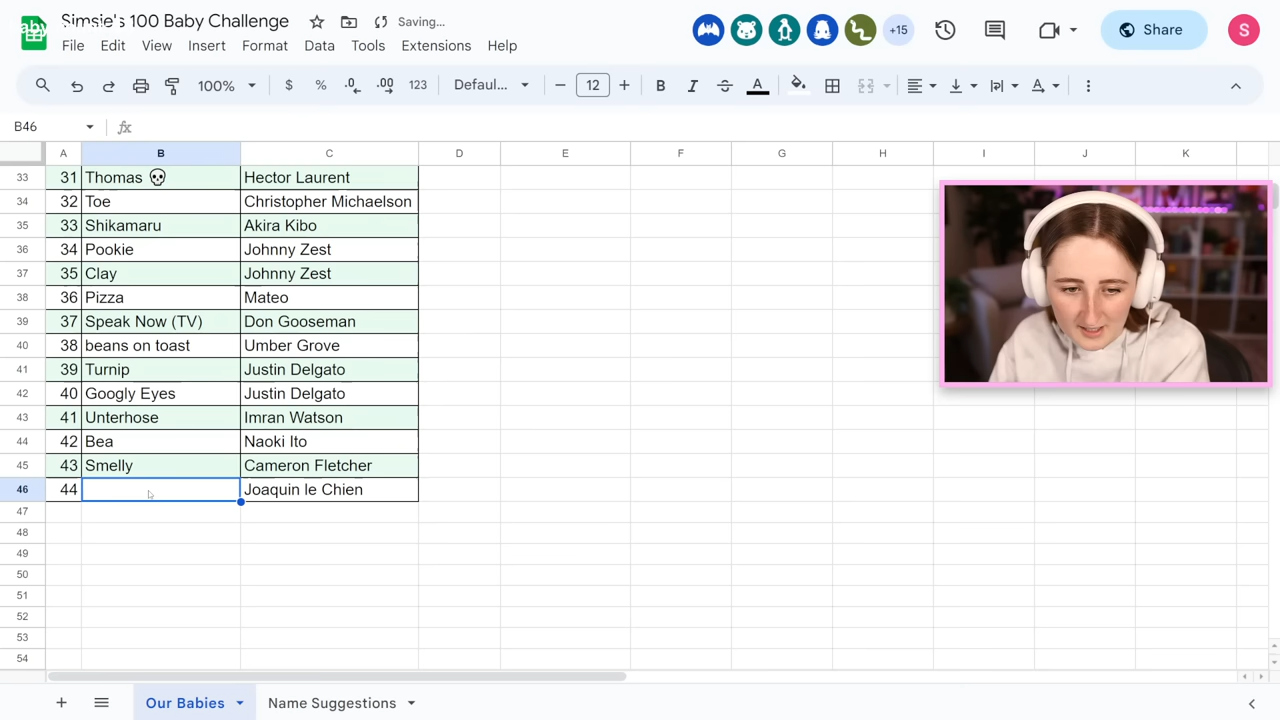 Simsie's 100 Baby Challenge Saving...
File Edit View Insert Format Data Tools Extensions Help
+15 Share S
100% $ % .0 .00 123 Defaul... 12 B I A A
B46 fx
A B C D E F G H I J K
33 31 Thomas 💀 Hector Laurent
34 32 Toe Christopher Michaelson
35 33 Shikamaru Akira Kibo
36 34 Pookie Johnny Zest
37 35 Clay Johnny Zest
38 36 Pizza Mateo
39 37 Speak Now (TV) Don Gooseman
40 38 beans on toast Umber Grove
41 39 Turnip Justin Delgato
42 40 Googly Eyes Justin Delgato
43 41 Unterhose Imran Watson
44 42 Bea Naoki Ito
45 43 Smelly Cameron Fletcher
46 44 Joaquin le Chien
47
48
49
50
51
52
53
54
Our Babies Name Suggestions